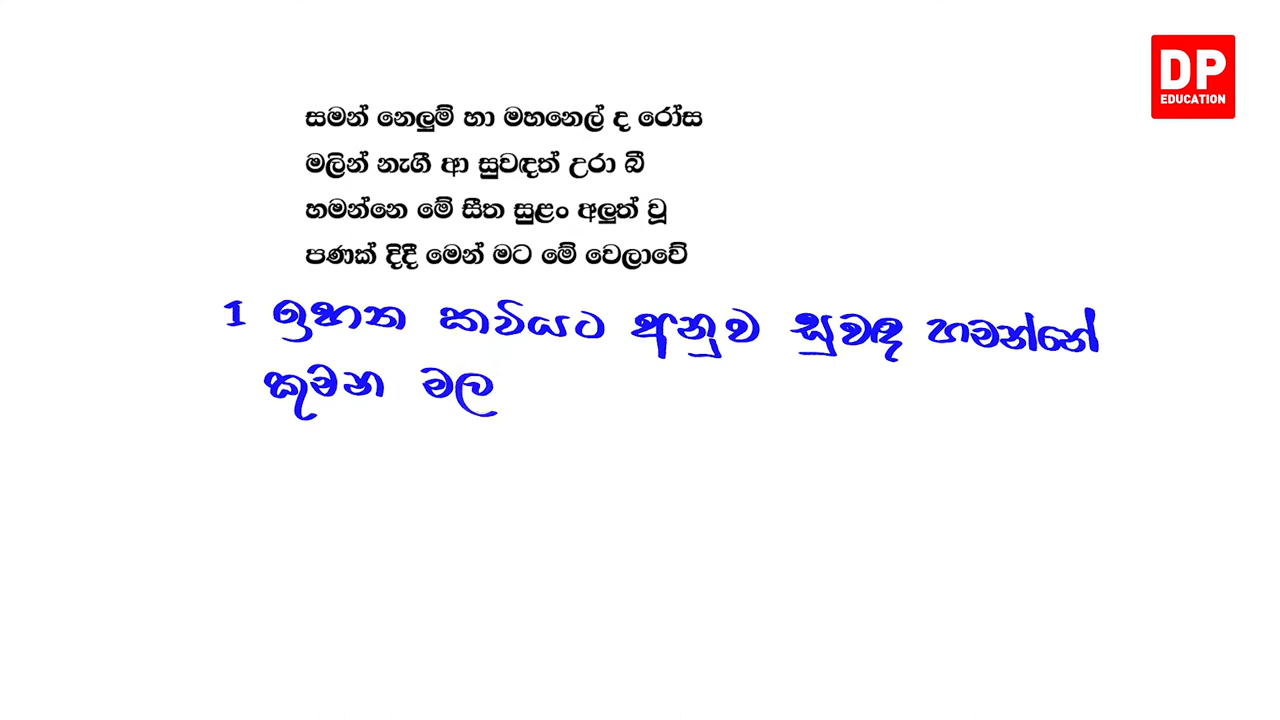 DP
EDUCATION
සමන් නෙලුම් හා මහනෙල් ද රෝස
මලින් නැගී ආ සුවඳත් උරා බී
හමන්නෙ මේ සීත සුළං අලුත් වූ
පණක් දිදී මෙන් මට මේ වෙලාවේ
1 ඉහත කවියට අනුව සුවඳ හමන්නේ
කුමන මල